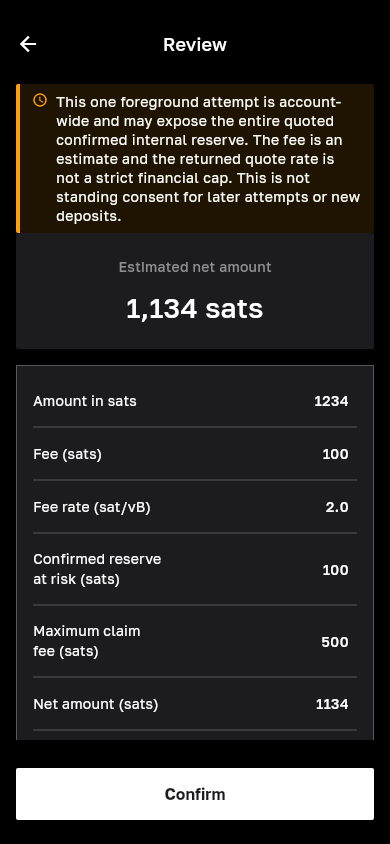 Review
This one foreground attempt is account-
wide and may expose the entire quoted
confirmed internal reserve. The fee is an
estimate and the returned quote rate is
not a strict financial cap. This is not
standing consent for later attempts or new
deposits.
Estimated net amount
1,134 sats
Amount in sats 1234
Fee (sats) 100
Fee rate (sat/vB) 2.0
Confirmed reserve
at risk (sats) 100
Maximum claim
fee (sats) 500
Net amount (sats) 1134
Confirm